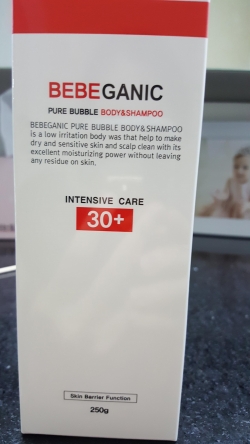 BEBEGANIC
PURE BUBBLE BODY&SHAMPOO
BEBEGANIC PURE BUBBLE BODY&SHAMPOO
is a low irritation body was that help to make
dry and sensitive skin and scalp clean with its
excellent moisturizing power without leaving
any residue on skin.
INTENSIVE CARE
30+
Skin Barrier Function
250g